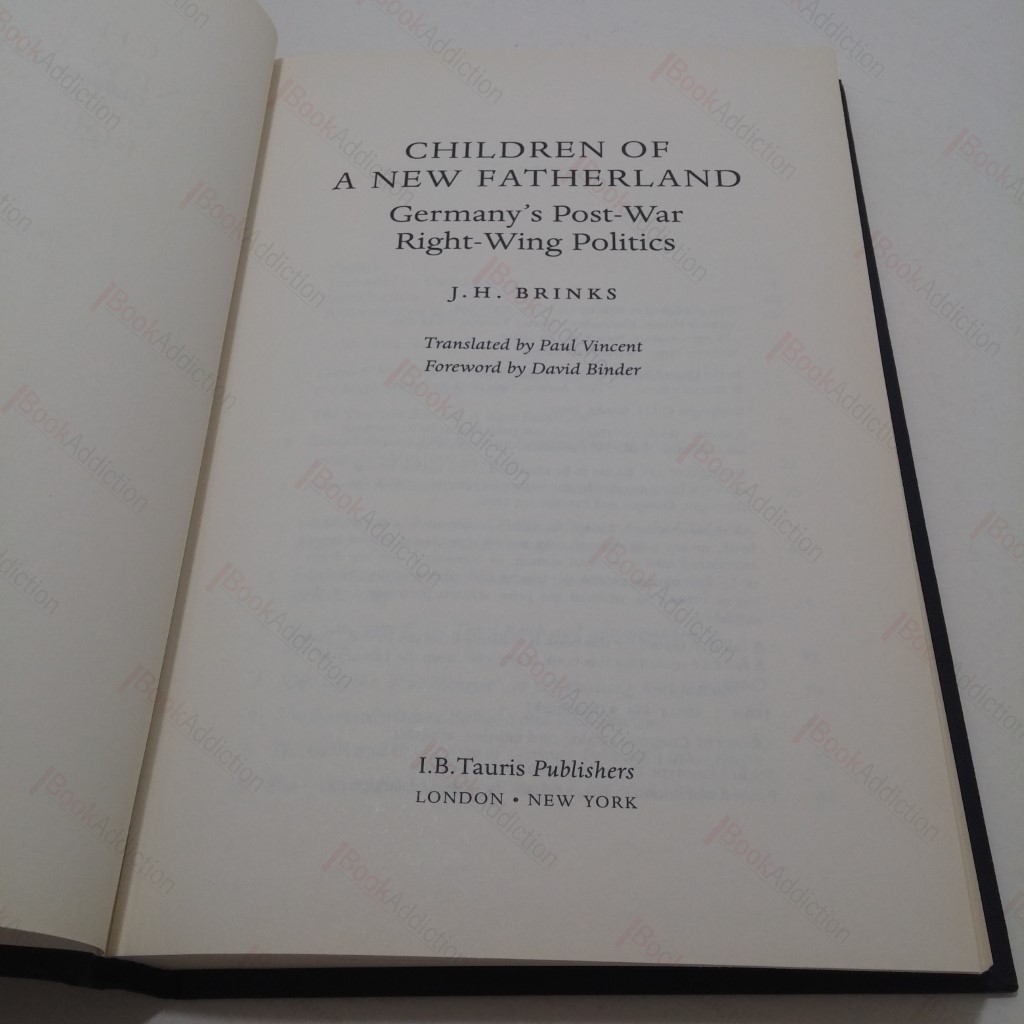 CHILDREN OF
A NEW FATHERLAND
Germany's Post-War
Right-Wing Politics
J.H. BRINKS
Translated by Paul Vincent
Foreword by David Binder
I.B.Tauris Publishers
LONDON • NEW YORK
BookAddiction